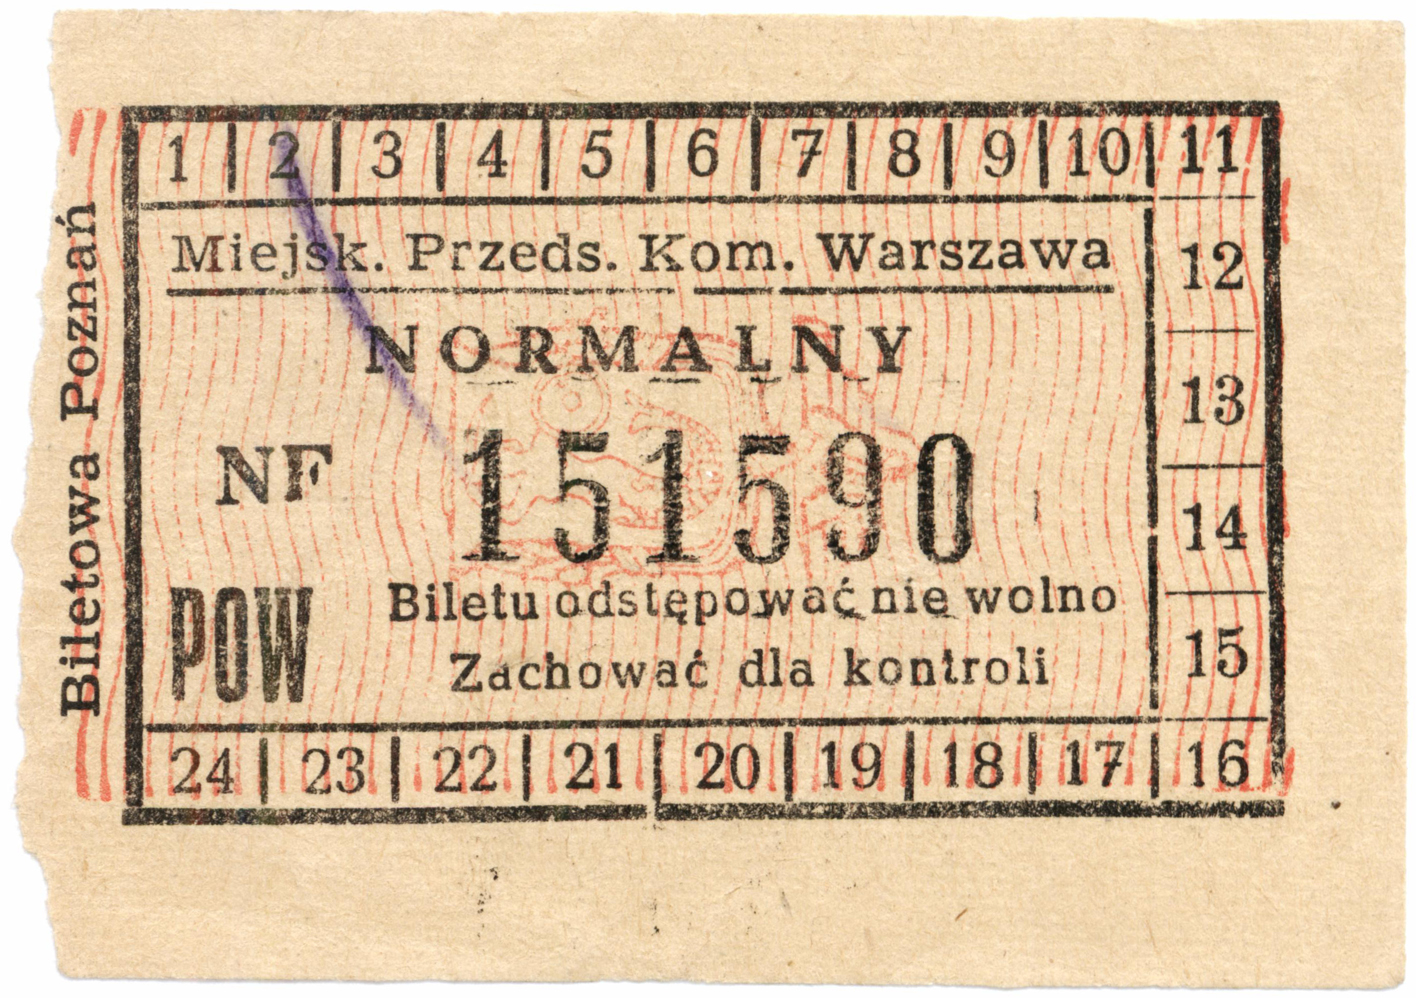 1 2 3 4 5 6 7 8 9 10 11
Miejsk. Przeds. Kom. Warszawa
12
NORMALNY
13
NF 151590
14
POW
Biletu odstępować nie wolno
Zachować dla kontroli
15
24 23 22 21 20 19 18 17 16
Biletowa Poznań